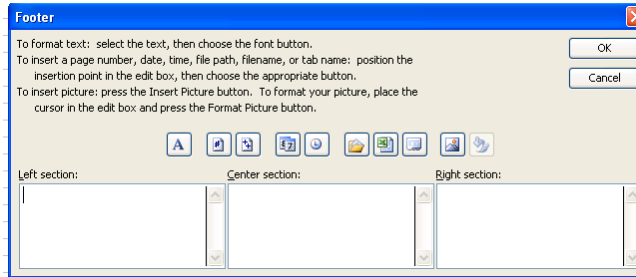 Footer
To format text: select the text, then choose the font button.
To insert a page number, date, time, file path, filename, or tab name: position the
insertion point in the edit box, then choose the appropriate button.
To insert picture: press the Insert Picture button. To format your picture, place the
cursor in the edit box and press the Format Picture button.
OK
Cancel
A
Left section:
Center section:
Right section: